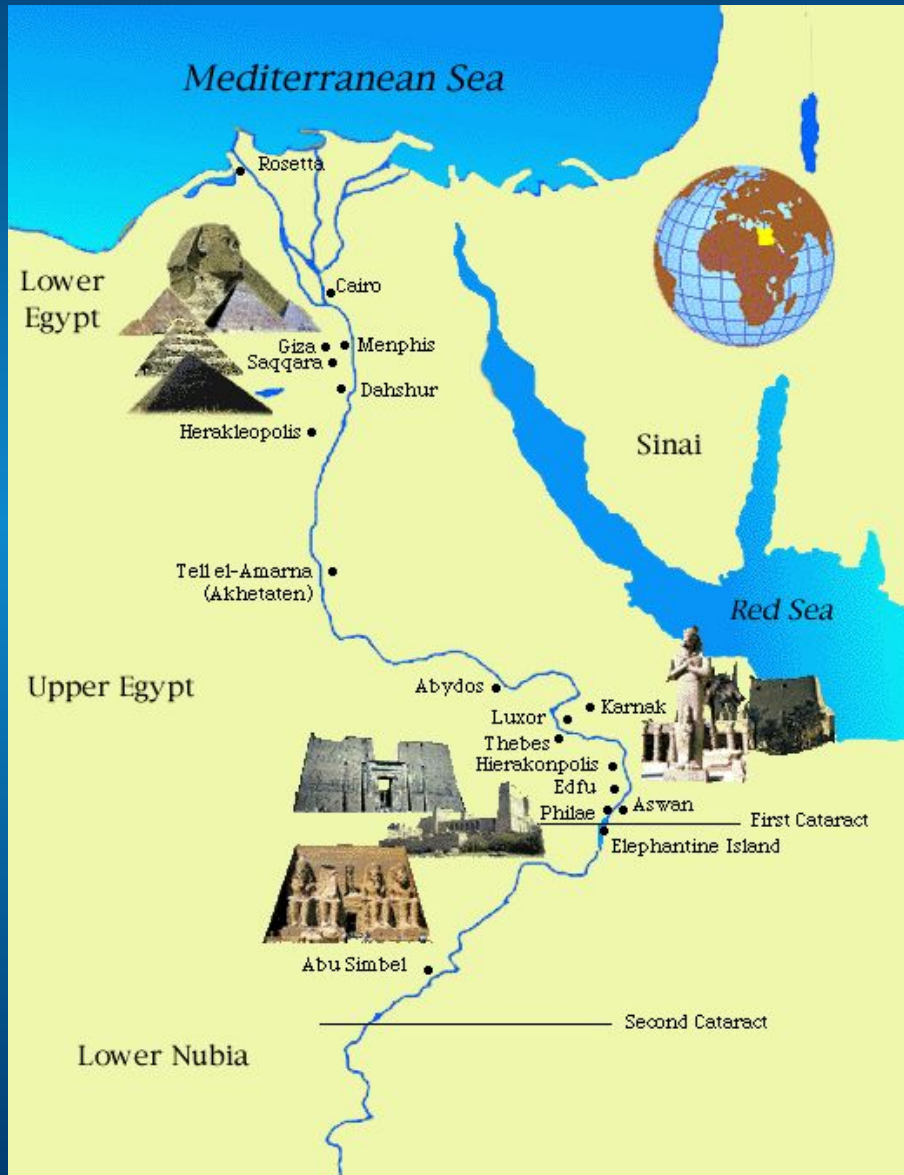 Mediterranean Sea
Rosetta
Lower
Egypt
Cairo
Giza
Menphis
Saqqara
Dahshur
Herakleopolis
Sinai
Tell el-Amarna
(Akhetaten)
Red Sea
Upper Egypt
Abydos
Karnak
Luxor
Thebes
Hierakonpolis
Edfu
Philae
Aswan
First Cataract
Elephantine Island
Abu Simbel
Second Cataract
Lower Nubia